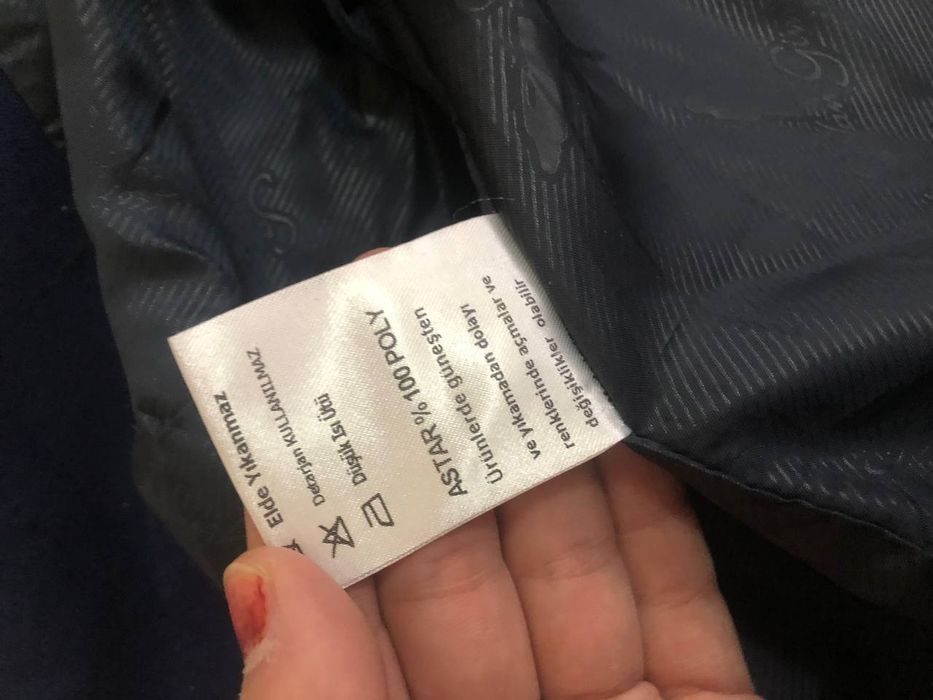 Elde Yıkanmaz
Deterjan KULLANILMAZ
Düşük Isı Ütü
ASTAR % 100 POLY
Ürünlerde güneşten
ve yıkamadan dolayı
renklerinde açmalar ve
değişiklikler olabilir